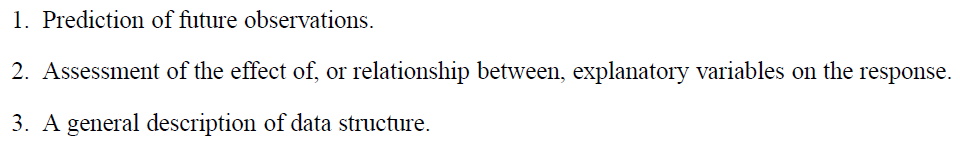 1. Prediction of future observations.
2. Assessment of the effect of, or relationship between, explanatory variables on the response.
3. A general description of data structure.